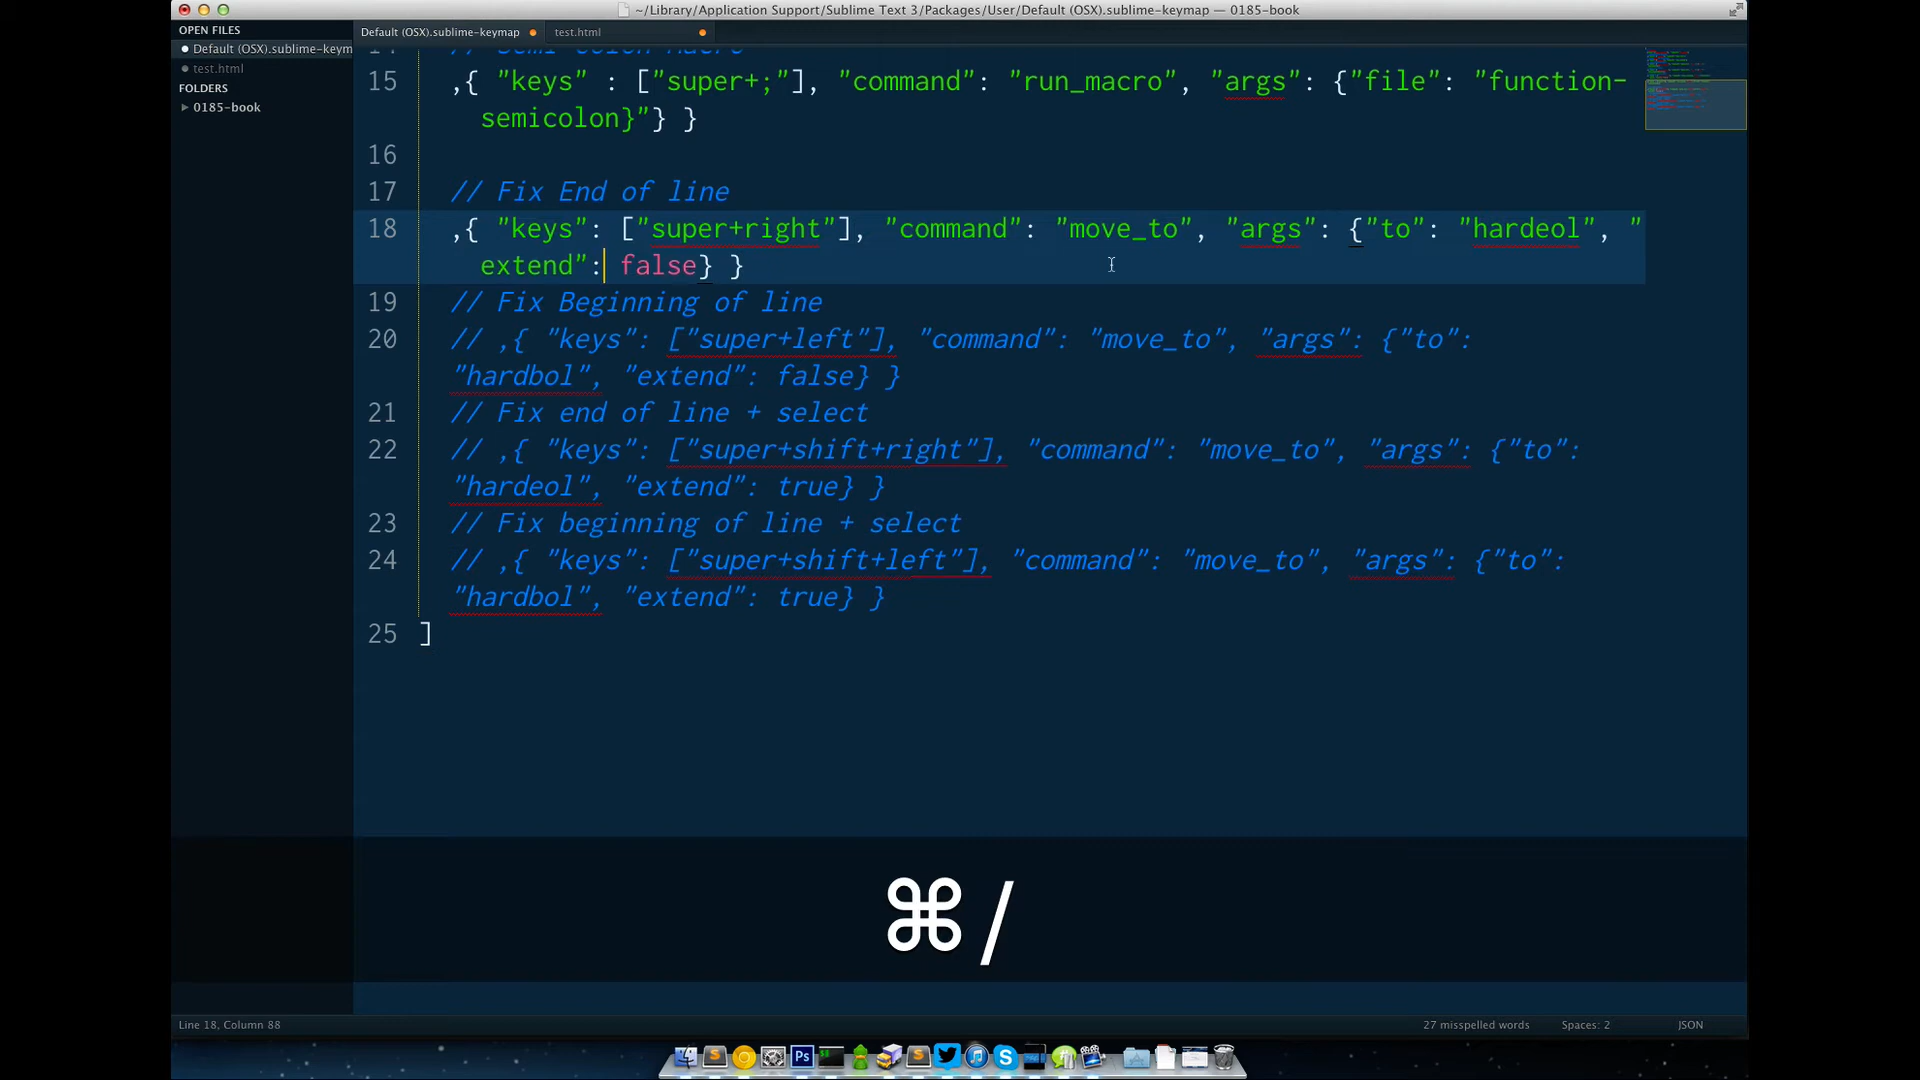 ~/Library/Application Support/Sublime Text 3/Packages/User/Default (OSX).sublime-keymap — 0185-book
OPEN FILES
Default (OSX).sublime-keym
test.html
FOLDERS
0185-book
Default (OSX).sublime-keymap
test.html
15 ,{ "keys" : ["super+;"], "command": "run_macro", "args": {"file": "function-
semicolon}"} }
16
17 // Fix End of line
18 ,{ "keys": ["super+right"], "command": "move_to", "args": {"to": "hardeol", "
extend": false} }
19 // Fix Beginning of line
20 // ,{ "keys": ["super+left"], "command": "move_to", "args": {"to":
"hardbol", "extend": false} }
21 // Fix end of line + select
22 // ,{ "keys": ["super+shift+right"], "command": "move_to", "args": {"to":
"hardeol", "extend": true} }
23 // Fix beginning of line + select
24 // ,{ "keys": ["super+shift+left"], "command": "move_to", "args": {"to":
"hardbol", "extend": true} }
25 ]
⌘/
Line 18, Column 88
27 misspelled words
Spaces: 2
JSON
Ps